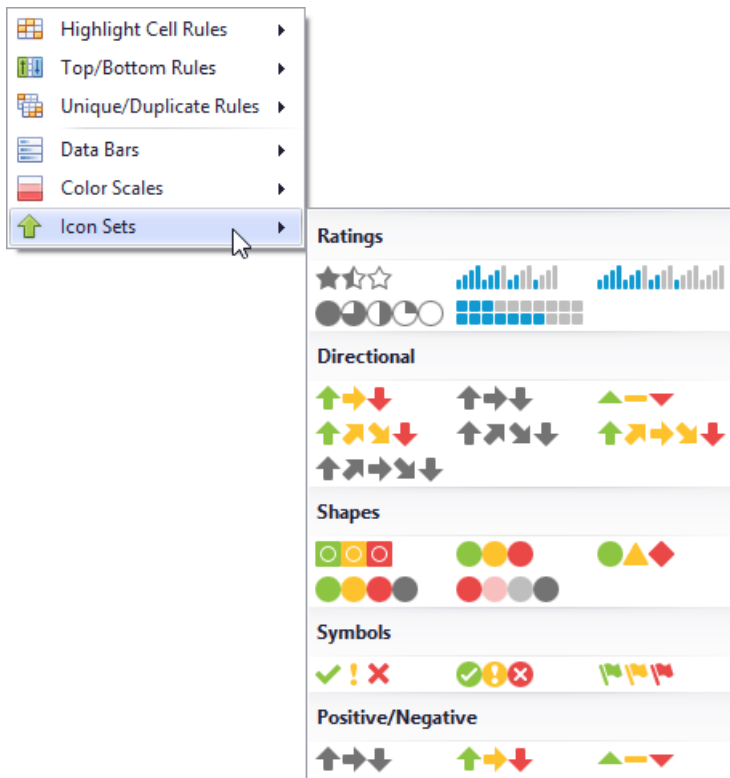 Highlight Cell Rules
Top/Bottom Rules
Unique/Duplicate Rules
Data Bars
Color Scales
Icon Sets
Ratings
Directional
Shapes
Symbols
Positive/Negative